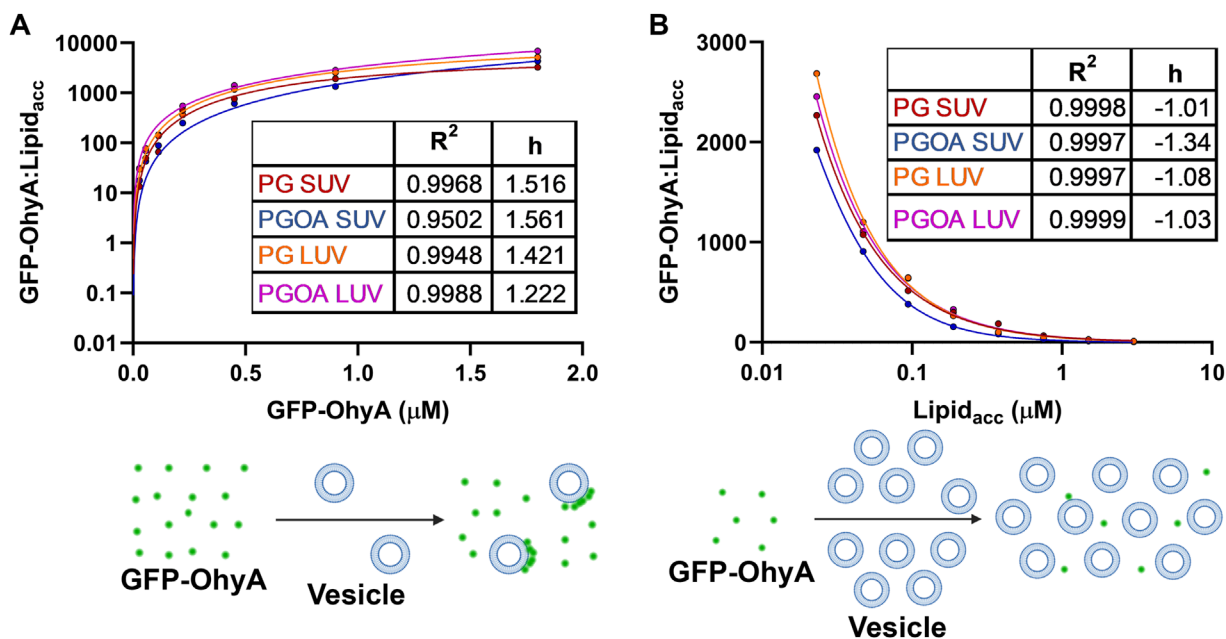 A
GFP-OhyA:Lipidacc
10000
1000
100
10
1
0.1
0.01
0.0
0.5
1.0
1.5
2.0
GFP-OhyA (μM)
R² h
PG SUV 0.9968 1.516
PGOA SUV 0.9502 1.561
PG LUV 0.9948 1.421
PGOA LUV 0.9988 1.222
GFP-OhyA
Vesicle
B
GFP-OhyA:Lipidacc
3000
2000
1000
0
0.01
0.1
1
10
Lipidacc (μM)
R² h
PG SUV 0.9998 -1.01
PGOA SUV 0.9997 -1.34
PG LUV 0.9997 -1.08
PGOA LUV 0.9999 -1.03
GFP-OhyA
Vesicle